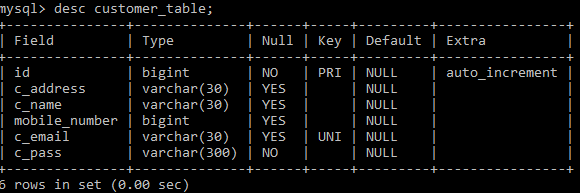 mysql> desc customer_table;
+---------------+--------------+------+-----+---------+----------------+
| Field         | Type         | Null | Key | Default | Extra          |
+---------------+--------------+------+-----+---------+----------------+
| id            | bigint       | NO   | PRI | NULL    | auto_increment |
| c_address     | varchar(30)  | YES  |     | NULL    |                |
| c_name        | varchar(30)  | YES  |     | NULL    |                |
| mobile_number | bigint       | YES  |     | NULL    |                |
| c_email       | varchar(30)  | YES  | UNI | NULL    |                |
| c_pass        | varchar(300) | NO   |     | NULL    |                |
+---------------+--------------+------+-----+---------+----------------+
6 rows in set (0.00 sec)